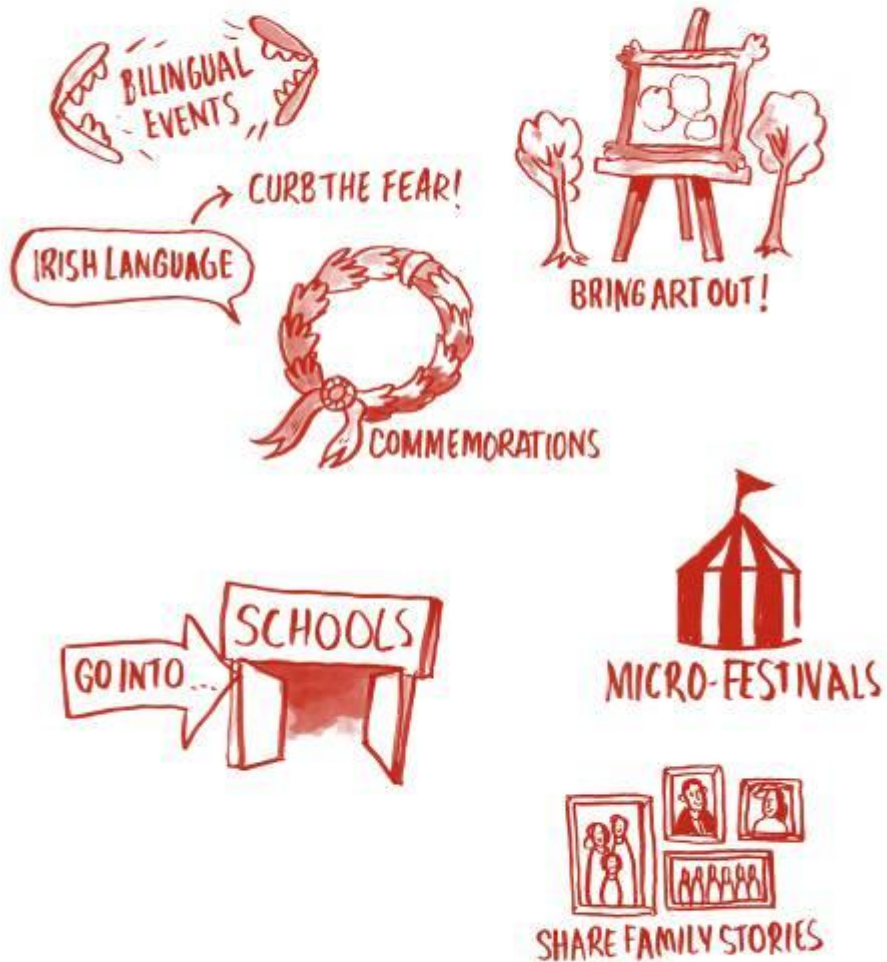 BILINGUAL
EVENTS
CURB THE FEAR!
IRISH LANGUAGE
BRING ART OUT!
COMMEMORATIONS
SCHOOLS
GO INTO...
MICRO-FESTIVALS
SHARE FAMILY STORIES